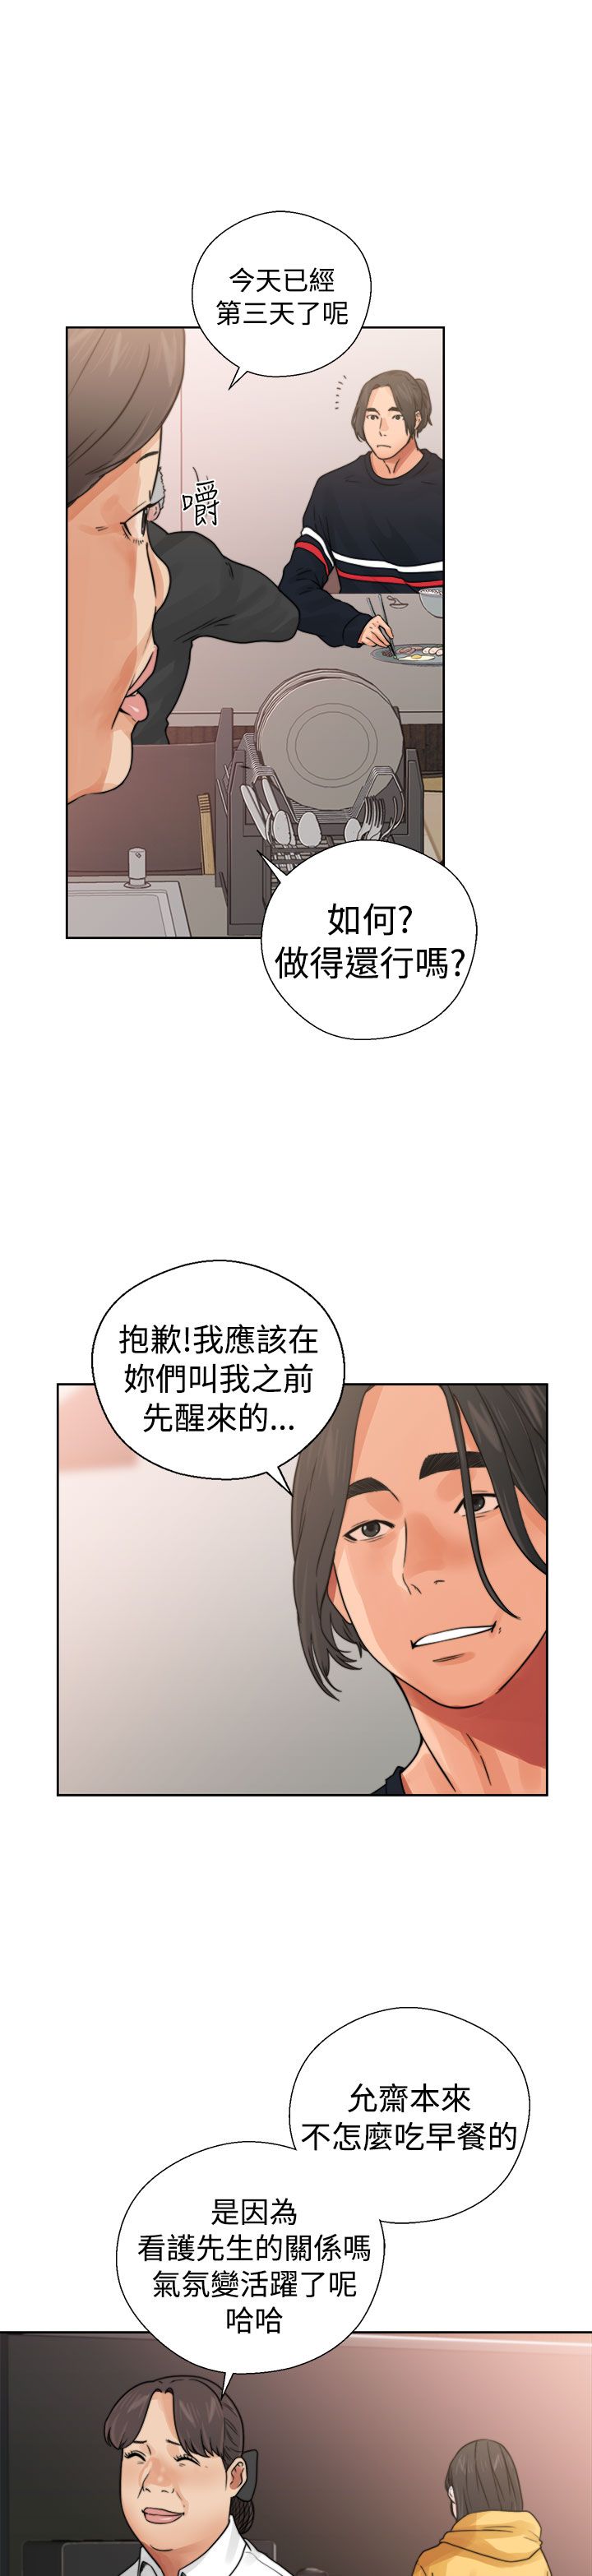 今天已經
第三天了呢
嚼
如何?
做得還行嗎?
抱歉!我應該在
妳們叫我之前
先醒來的...
允齋本來
不怎麼吃早餐的
是因為
看護先生的關係嗎
氣氛變活躍了呢
哈哈